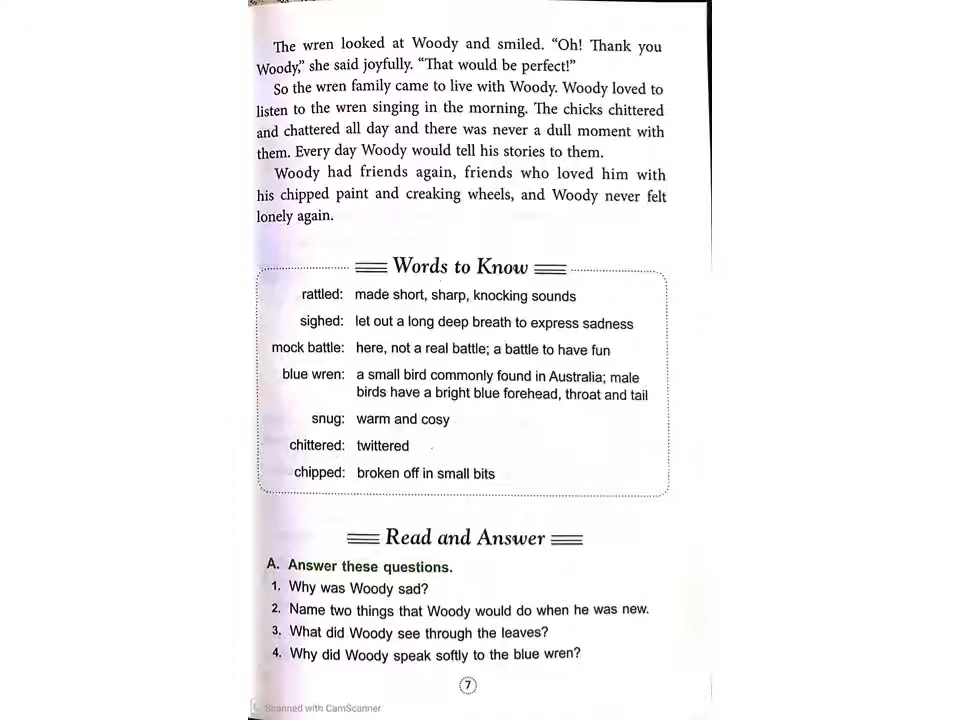 The wren looked at Woody and smiled. “Oh! Thank you
Woody,” she said joyfully. “That would be perfect!”
So the wren family came to live with Woody. Woody loved to
listen to the wren singing in the morning. The chicks chittered
and chattered all day and there was never a dull moment with
them. Every day Woody would tell his stories to them.
Woody had friends again, friends who loved him with
his chipped paint and creaking wheels, and Woody never felt
lonely again.
Words to Know
rattled: made short, sharp, knocking sounds
sighed: let out a long deep breath to express sadness
mock battle: here, not a real battle; a battle to have fun
blue wren: a small bird commonly found in Australia; male
birds have a bright blue forehead, throat and tail
snug: warm and cosy
chittered: twittered
chipped: broken off in small bits
Read and Answer
A. Answer these questions.
1. Why was Woody sad?
2. Name two things that Woody would do when he was new.
3. What did Woody see through the leaves?
4. Why did Woody speak softly to the blue wren?
7
Scanned with CamScanner